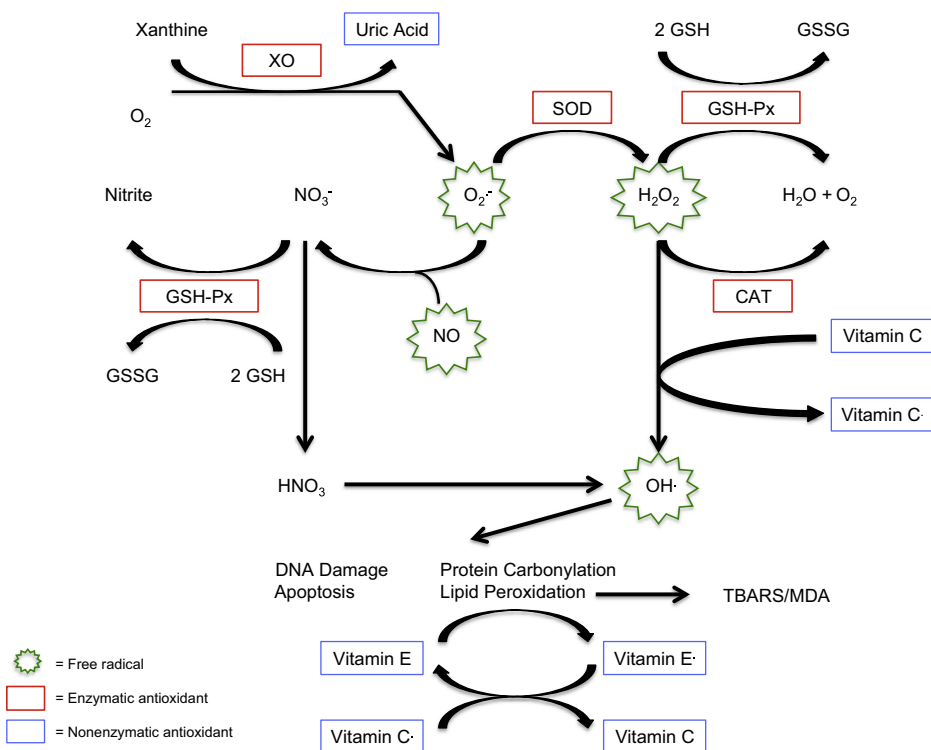 Xanthine
Uric Acid
2 GSH
GSSG
XO
O₂
SOD
GSH-Px
Nitrite
NO₃⁻
O₂·⁻
H₂O₂
H₂O + O₂
GSH-Px
CAT
NO
Vitamin C
GSSG
2 GSH
Vitamin C·
HNO₃
OH·
DNA Damage
Apoptosis
Protein Carbonylation
Lipid Peroxidation
TBARS/MDA
Vitamin E
Vitamin E·
Vitamin C·
Vitamin C
= Free radical
= Enzymatic antioxidant
= Nonenzymatic antioxidant